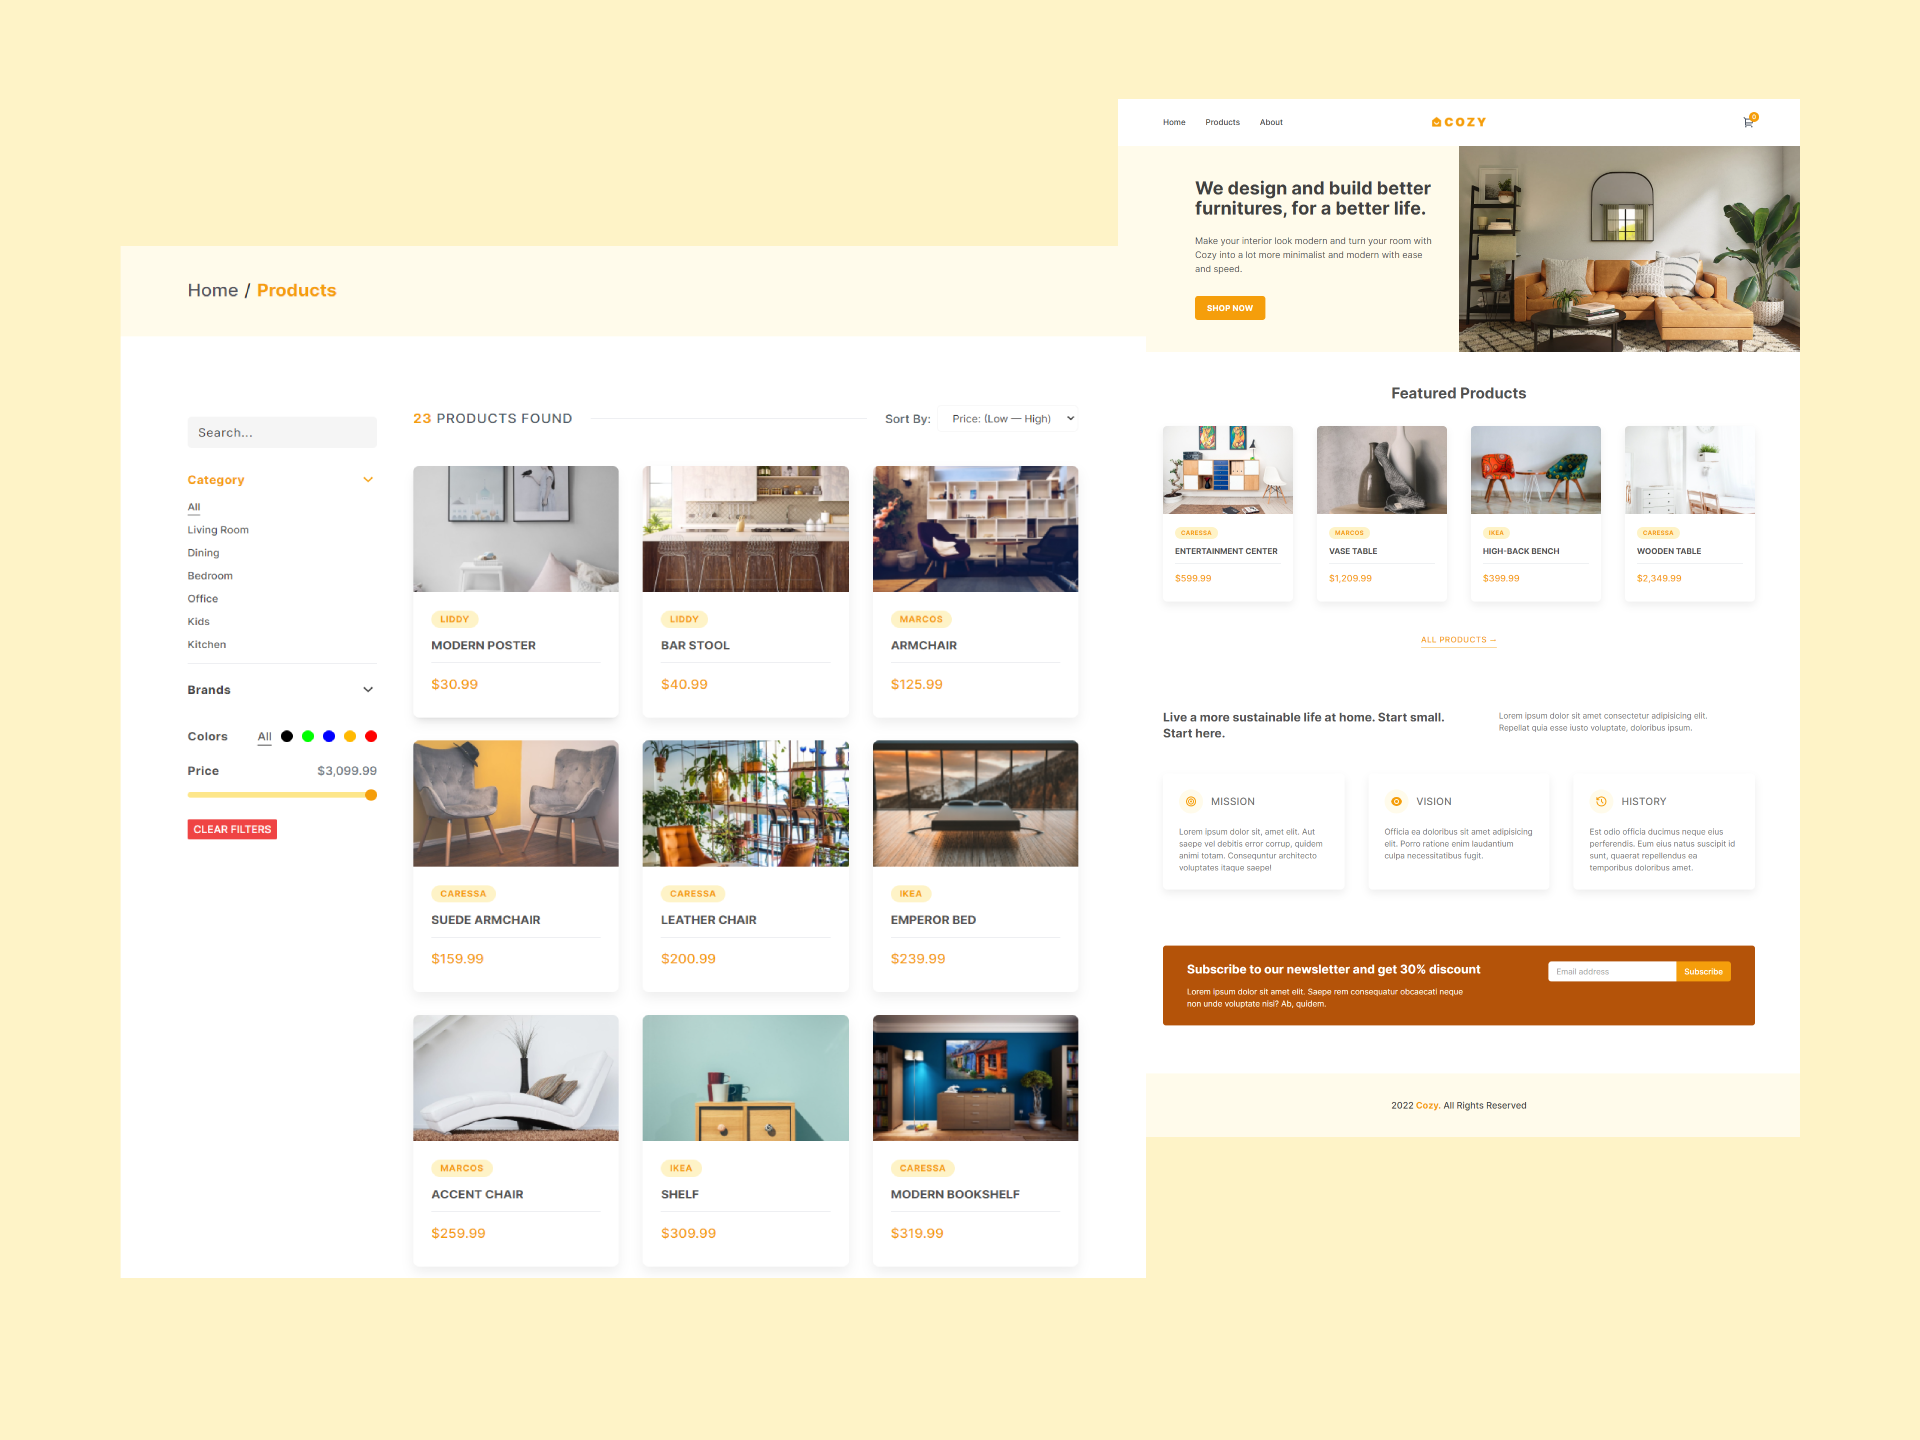 Home / Products
Search...
Category
All
Living Room
Dining
Bedroom
Office
Kids
Kitchen
Brands
Colors All
Price $3,099.99
CLEAR FILTERS
23 PRODUCTS FOUND
Sort By: Price: (Low — High)
LIDDY
MODERN POSTER
$30.99
LIDDY
BAR STOOL
$40.99
MARCOS
ARMCHAIR
$125.99
CARESSA
SUEDE ARMCHAIR
$159.99
CARESSA
LEATHER CHAIR
$200.99
IKEA
EMPEROR BED
$239.99
MARCOS
ACCENT CHAIR
$259.99
IKEA
SHELF
$309.99
CARESSA
MODERN BOOKSHELF
$319.99
Home Products About
COZY
0
We design and build better
furnitures, for a better life.
Make your interior look modern and turn your room with
Cozy into a lot more minimalist and modern with ease
and speed.
SHOP NOW
Featured Products
CARESSA
ENTERTAINMENT CENTER
$599.99
MARCOS
VASE TABLE
$1,209.99
IKEA
HIGH-BACK BENCH
$399.99
CARESSA
WOODEN TABLE
$2,349.99
ALL PRODUCTS →
Live a more sustainable life at home. Start small.
Start here.
Lorem ipsum dolor sit amet consectetur adipisicing elit.
Repellat quia esse iusto voluptate, doloribus ipsum.
MISSION
Lorem ipsum dolor sit, amet elit. Aut
saepe vel debitis error corrup, quidem
animi totam. Consequntur architecto
voluptates itaque saepe!
VISION
Officia ea doloribus sit amet adipisicing
elit. Porro ratione enim laudantium
culpa necessitatibus fugit.
HISTORY
Est odio officia ducimus neque eius
perferendis. Eum eius natus suscipit id
sunt, quaerat repellendus ea
temporibus doloribus amet.
Subscribe to our newsletter and get 30% discount
Lorem ipsum dolor sit amet elit. Saepe rem consequatur obcaecati neque
non unde voluptate nisi? Ab, quidem.
Email address
Subscribe
2022 Cozy. All Rights Reserved